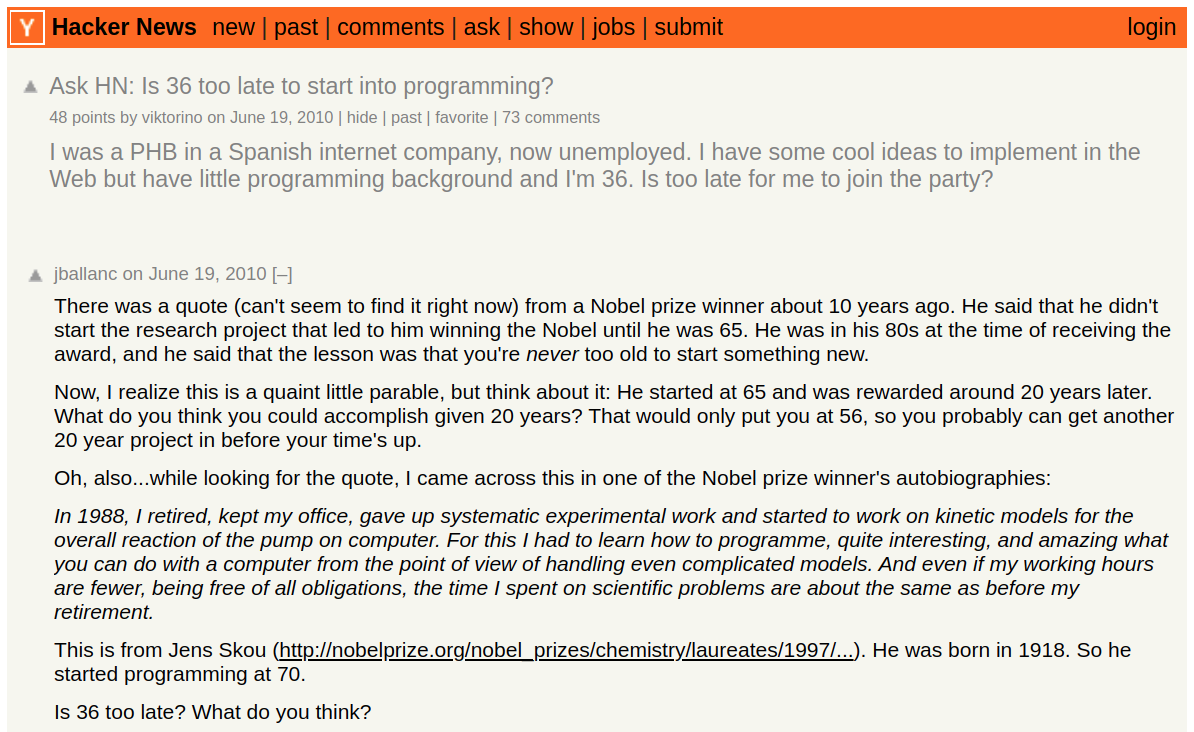 Y Hacker News new | past | comments | ask | show | jobs | submit login
Ask HN: Is 36 too late to start into programming?
48 points by viktorino on June 19, 2010 | hide | past | favorite | 73 comments
I was a PHB in a Spanish internet company, now unemployed. I have some cool ideas to implement in the
Web but have little programming background and I'm 36. Is too late for me to join the party?
jballanc on June 19, 2010 [–]
There was a quote (can't seem to find it right now) from a Nobel prize winner about 10 years ago. He said that he didn't
start the research project that led to him winning the Nobel until he was 65. He was in his 80s at the time of receiving the
award, and he said that the lesson was that you're never too old to start something new.
Now, I realize this is a quaint little parable, but think about it: He started at 65 and was rewarded around 20 years later.
What do you think you could accomplish given 20 years? That would only put you at 56, so you probably can get another
20 year project in before your time's up.
Oh, also...while looking for the quote, I came across this in one of the Nobel prize winner's autobiographies:
In 1988, I retired, kept my office, gave up systematic experimental work and started to work on kinetic models for the
overall reaction of the pump on computer. For this I had to learn how to programme, quite interesting, and amazing what
you can do with a computer from the point of view of handling even complicated models. And even if my working hours
are fewer, being free of all obligations, the time I spent on scientific problems are about the same as before my
retirement.
This is from Jens Skou (http://nobelprize.org/nobel_prizes/chemistry/laureates/1997/...). He was born in 1918. So he
started programming at 70.
Is 36 too late? What do you think?